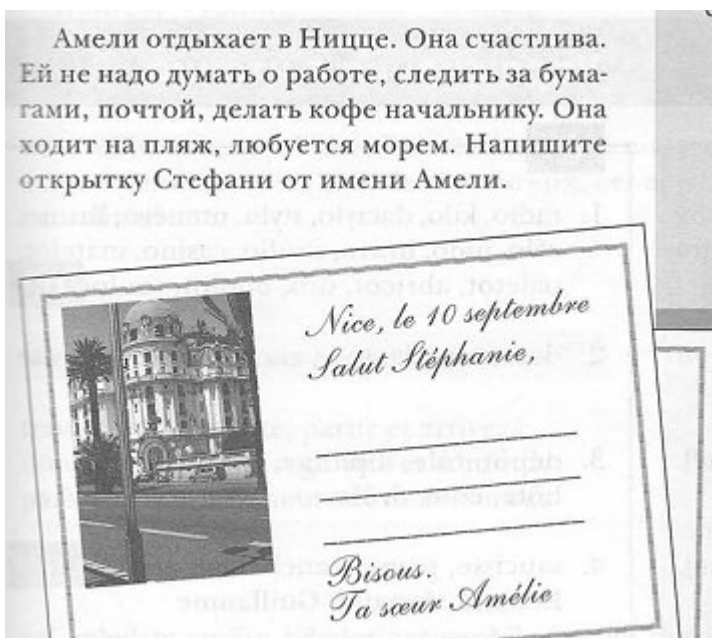 Амели отдыхает в Ницце. Она счастлива.
Ей не надо думать о работе, следить за бума-
гами, почтой, делать кофе начальнику. Она
ходит на пляж, любуется морем. Напишите
открытку Стефани от имени Амели.
Nice, le 10 septembre
Salut Stéphanie,
Bisous.
Ta sœur Amélie